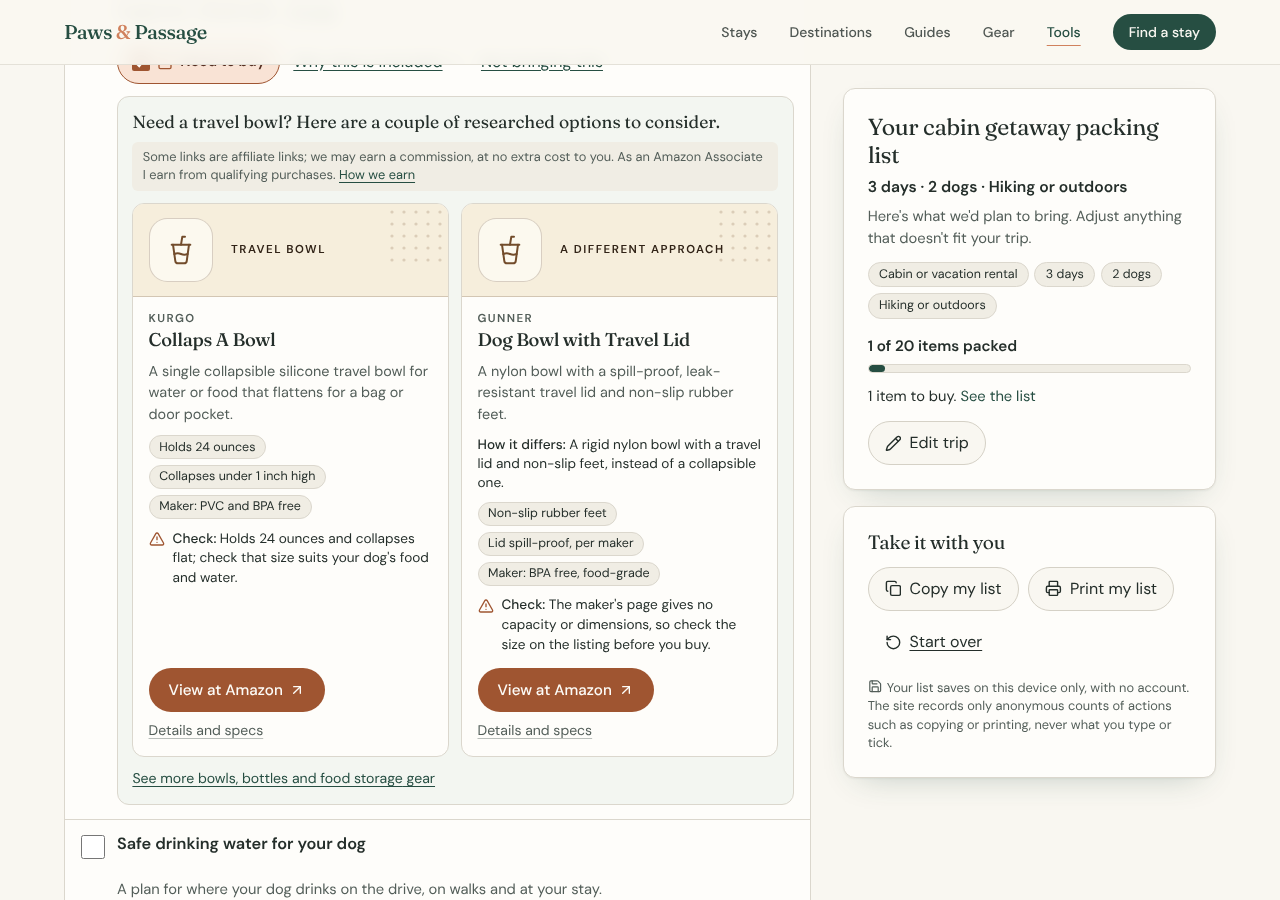 Paws & Passage
Stays
Destinations
Guides
Gear
Tools
Find a stay
Need to buy
Why this is included
Not bringing this
Need a travel bowl? Here are a couple of researched options to consider.
Some links are affiliate links; we may earn a commission, at no extra cost to you. As an Amazon Associate
I earn from qualifying purchases. How we earn
TRAVEL BOWL
KURGO
Collaps A Bowl
A single collapsible silicone travel bowl for
water or food that flattens for a bag or
door pocket.
Holds 24 ounces
Collapses under 1 inch high
Maker: PVC and BPA free
Check: Holds 24 ounces and collapses
flat; check that size suits your dog's food
and water.
View at Amazon
Details and specs
A DIFFERENT APPROACH
GUNNER
Dog Bowl with Travel Lid
A nylon bowl with a spill-proof, leak-
resistant travel lid and non-slip rubber
feet.
How it differs: A rigid nylon bowl with a travel
lid and non-slip feet, instead of a collapsible
one.
Non-slip rubber feet
Lid spill-proof, per maker
Maker: BPA free, food-grade
Check: The maker's page gives no
capacity or dimensions, so check the
size on the listing before you buy.
View at Amazon
Details and specs
See more bowls, bottles and food storage gear
Safe drinking water for your dog
A plan for where your dog drinks on the drive, on walks and at your stay.
Your cabin getaway packing
list
3 days · 2 dogs · Hiking or outdoors
Here's what we'd plan to bring. Adjust anything
that doesn't fit your trip.
Cabin or vacation rental
3 days
2 dogs
Hiking or outdoors
1 of 20 items packed
1 item to buy. See the list
Edit trip
Take it with you
Copy my list
Print my list
Start over
Your list saves on this device only, with no account.
The site records only anonymous counts of actions
such as copying or printing, never what you type or
tick.